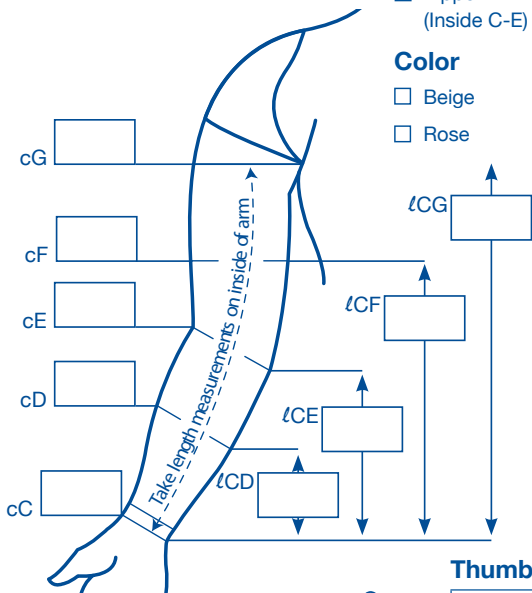 (Inside C-E)
Color
Beige
Rose
cG
ℓCG
cF
ℓCF
cE
ℓCE
cD
ℓCD
cC
Take length measurements on inside of arm
Thumb